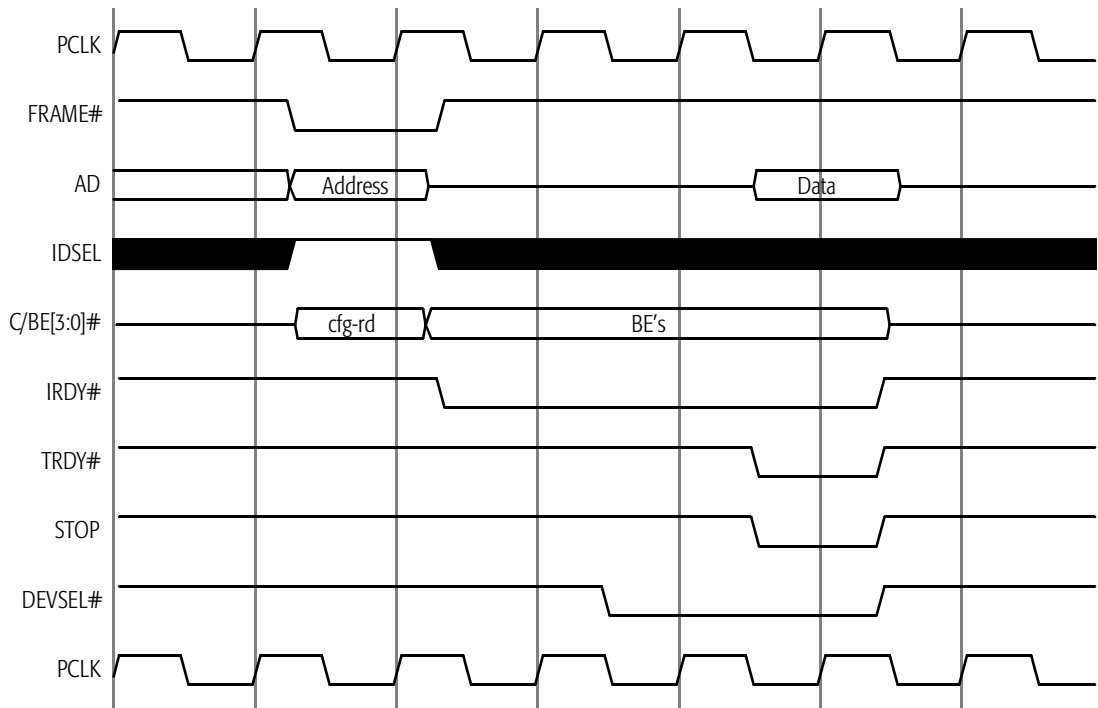 PCLK
FRAME#
AD Address Data
IDSEL
C/BE[3:0]# cfg-rd BE's
IRDY#
TRDY#
STOP
DEVSEL#
PCLK